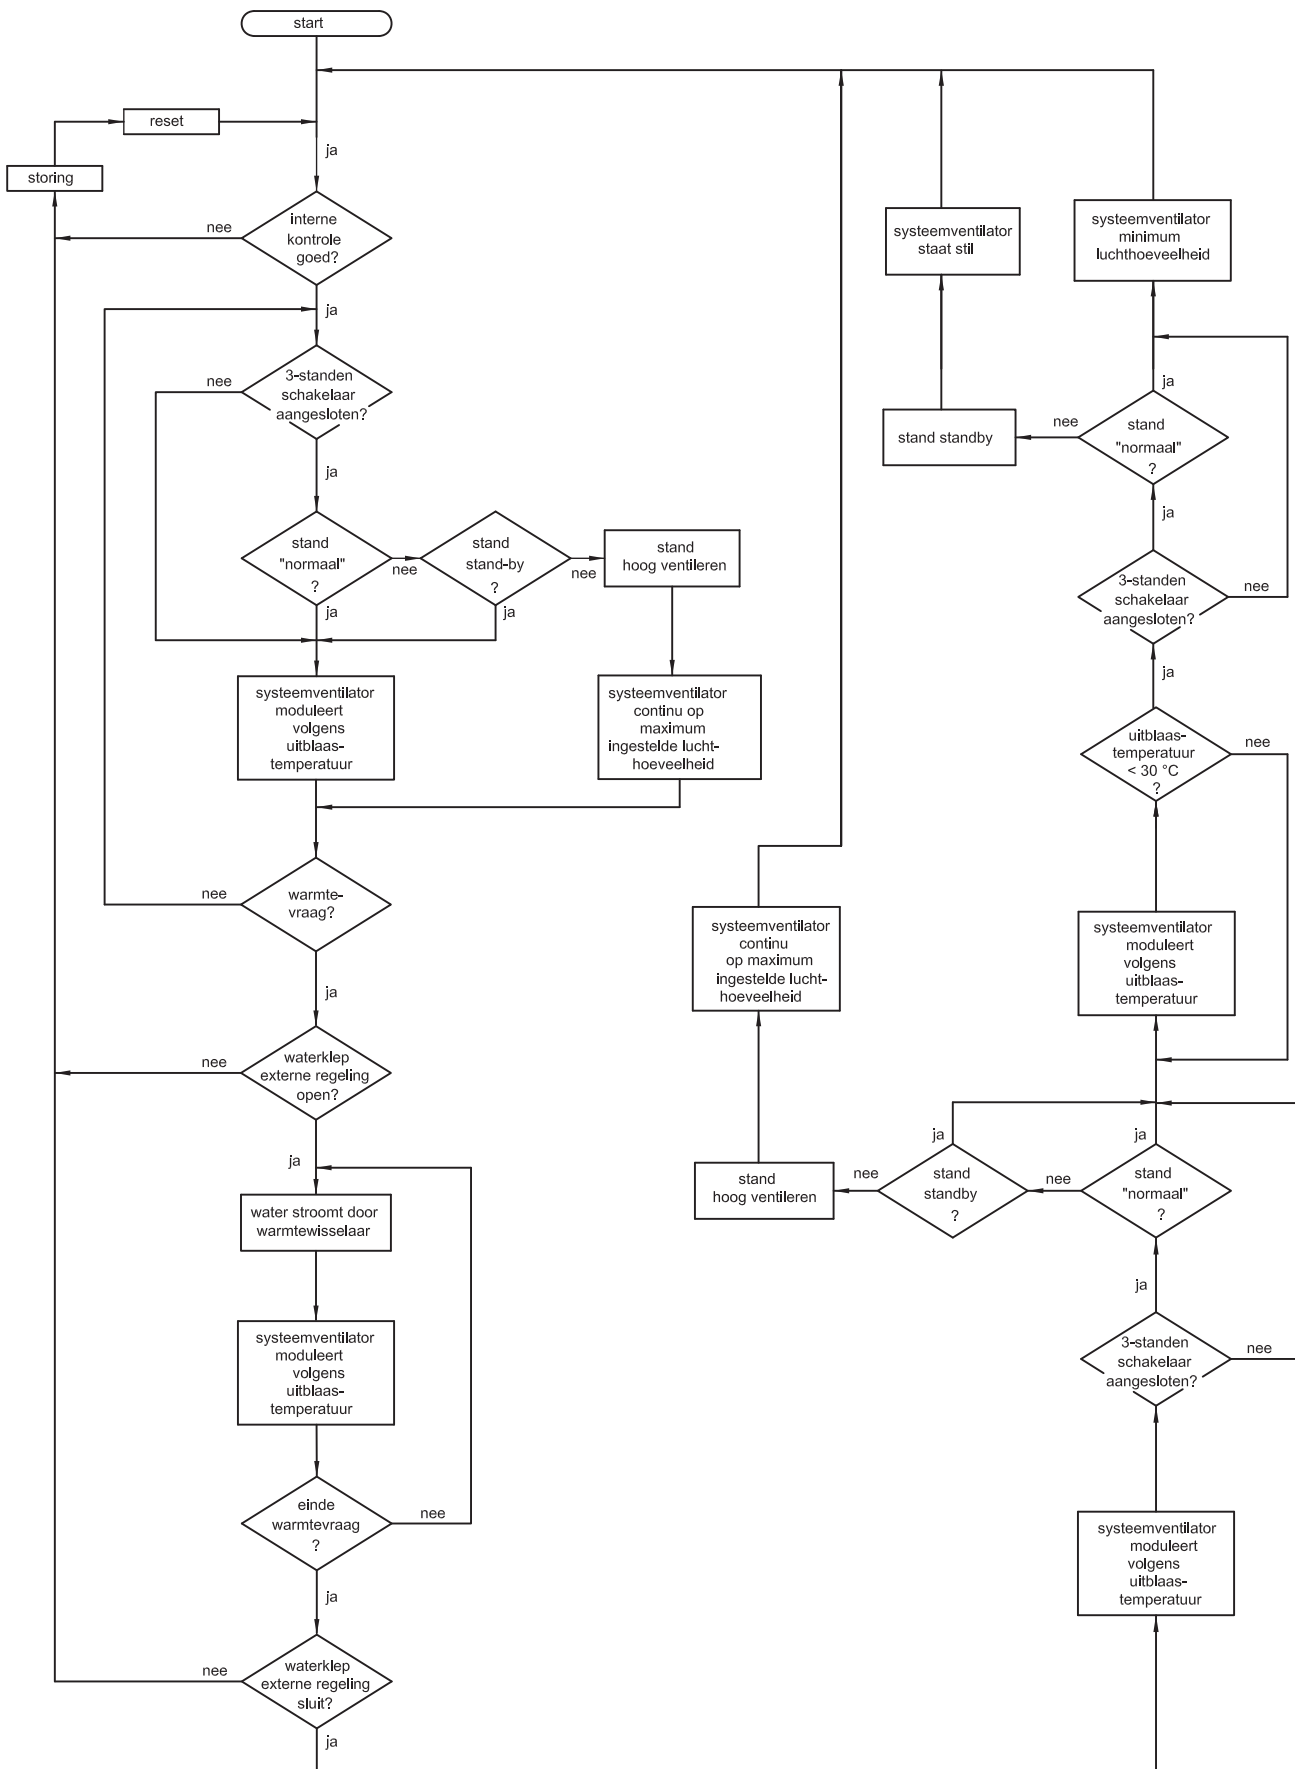 start
reset
ja
storing
nee
interne
kontrole
goed?
ja
nee
3-standen
schakelaar
aangesloten?
ja
stand
"normaal"
?
nee
ja
stand
stand-by
?
nee
ja
stand
hoog ventileren
systeemventilator
moduleert
volgens
uitblaas-
temperatuur
systeemventilator
continu op
maximum
ingestelde lucht-
hoeveelheid
nee
warmte-
vraag?
ja
nee
waterklep
externe regeling
open?
ja
water stroomt door
warmtewisselaar
systeemventilator
moduleert
volgens
uitblaas-
temperatuur
einde
warmtevraag
?
nee
ja
nee
waterklep
externe regeling
sluit?
ja
systeemventilator
staat stil
systeemventilator
minimum
luchthoeveelheid
ja
stand standby
nee
stand
"normaal"
?
ja
3-standen
schakelaar
aangesloten?
nee
ja
uitblaas-
temperatuur
< 30 °C
?
nee
systeemventilator
continu
op maximum
ingestelde lucht-
hoeveelheid
systeemventilator
moduleert
volgens
uitblaas-
temperatuur
stand
hoog ventileren
nee
ja
stand
standby
?
nee
ja
stand
"normaal"
?
ja
3-standen
schakelaar
aangesloten?
nee
systeemventilator
moduleert
volgens
uitblaas-
temperatuur